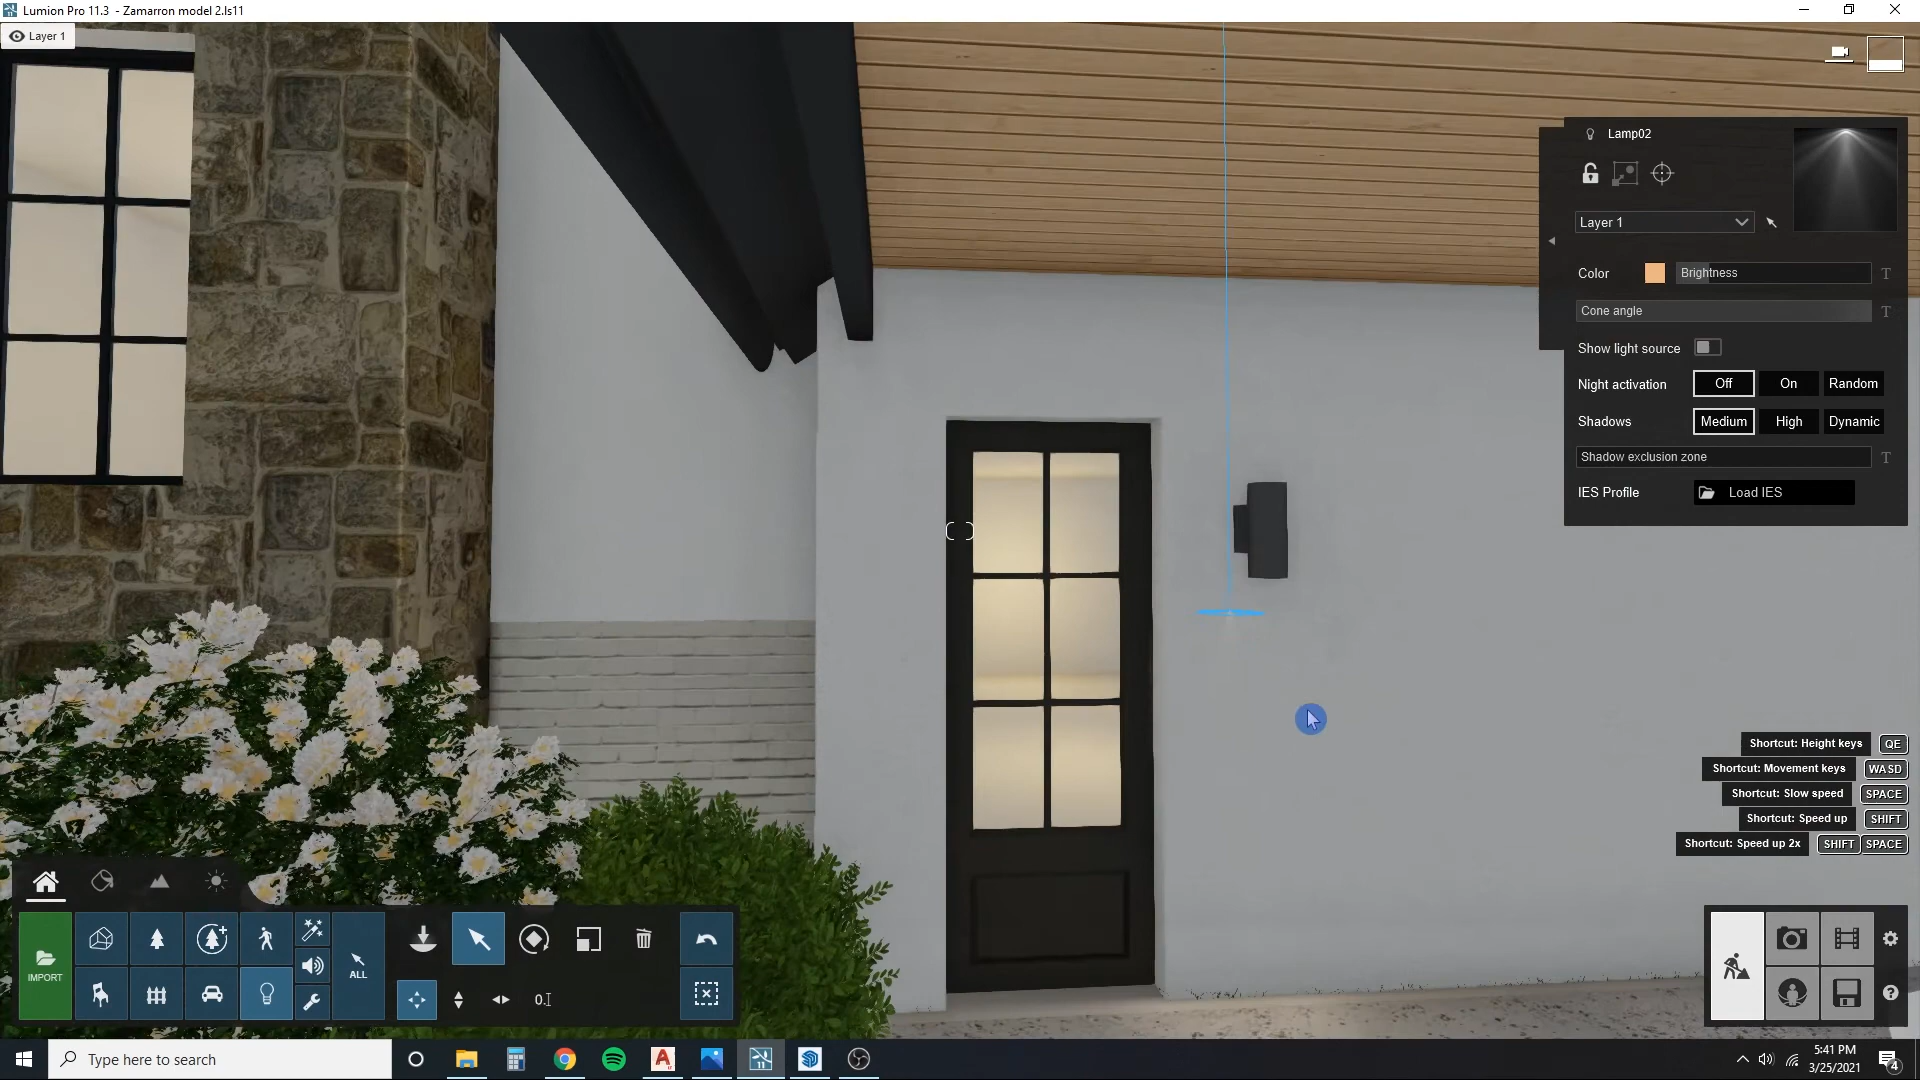 Lumion Pro 11.3 - Zamarron model 2.ls11
Layer 1
Lamp02
Layer 1
Color
Brightness
T
Cone angle
T
Show light source
Night activation
Off
On
Random
Shadows
Medium
High
Dynamic
Shadow exclusion zone
T
IES Profile
Load IES
Shortcut: Height keys
QE
Shortcut: Movement keys
WASD
Shortcut: Slow speed
SPACE
Shortcut: Speed up
SHIFT
Shortcut: Speed up 2x
SHIFT
SPACE
IMPORT
ALL
Type here to search
11
5:41 PM
3/25/2021
4